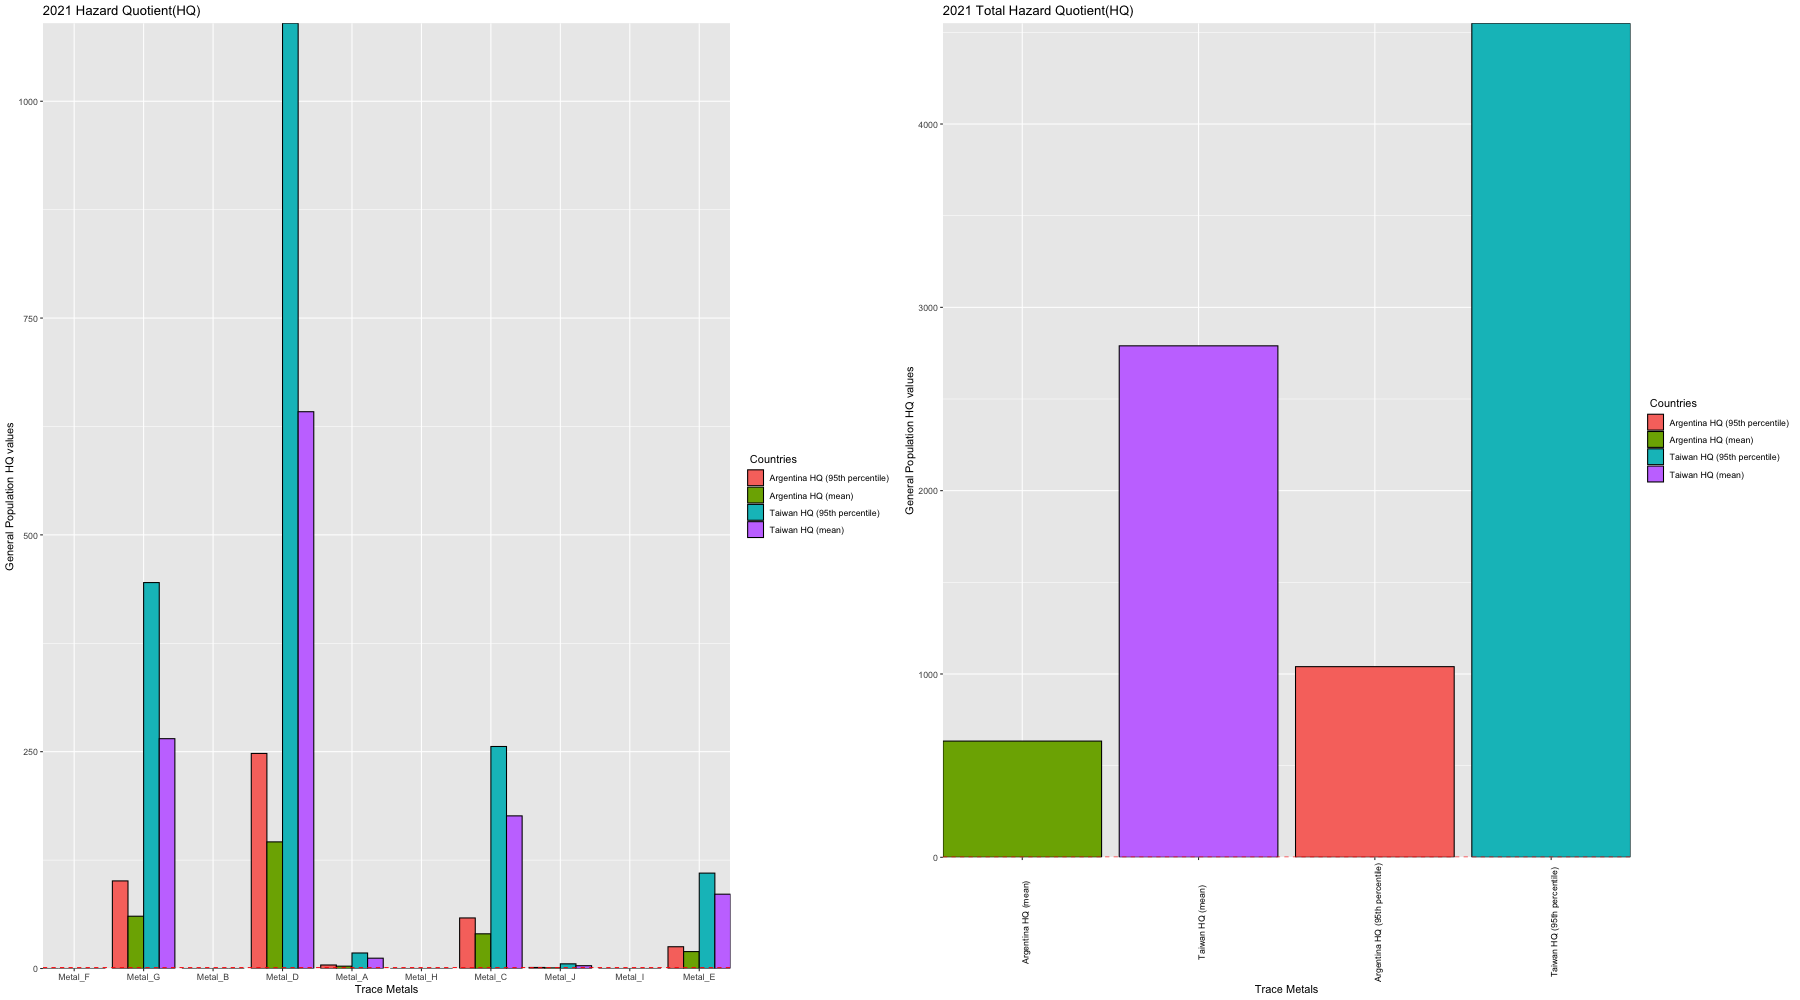 2021 Hazard Quotient(HQ)
General Population HQ values
1000
750
500
250
0
Metal_F Metal_G Metal_B Metal_D Metal_A Metal_H Metal_C Metal_J Metal_I Metal_E
Trace Metals
Countries
Argentina HQ (95th percentile)
Argentina HQ (mean)
Taiwan HQ (95th percentile)
Taiwan HQ (mean)
2021 Total Hazard Quotient(HQ)
General Population HQ values
4000
3000
2000
1000
0
Argentina HQ (mean)
Taiwan HQ (mean)
Argentina HQ (95th percentile)
Taiwan HQ (95th percentile)
Trace Metals
Countries
Argentina HQ (95th percentile)
Argentina HQ (mean)
Taiwan HQ (95th percentile)
Taiwan HQ (mean)